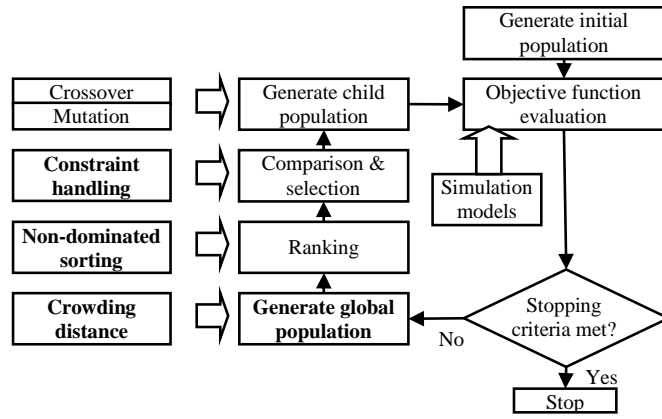 Generate initial
population
Crossover
Mutation
Generate child
population
Objective function
evaluation
Constraint
handling
Comparison &
selection
Simulation
models
Non-dominated
sorting
Ranking
Crowding
distance
Generate global
population
No
Stopping
criteria met?
Yes
Stop